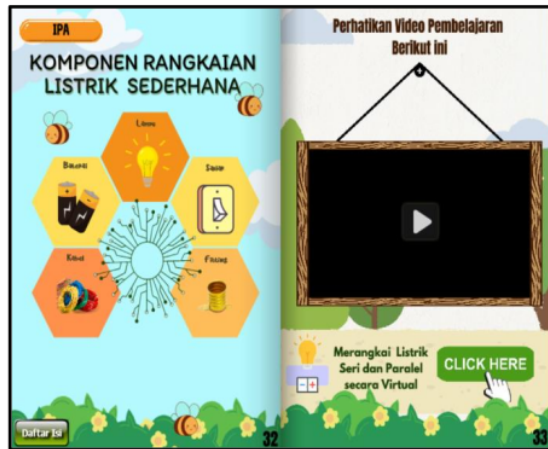 IPA
KOMPONEN RANGKAIAN
LISTRIK SEDERHANA
Lampu
Baterai
Saklar
Kabel
Fitting
Daftar Isi
32
Perhatikan Video Pembelajaran
Berikut ini
Merangkai Listrik
Seri dan Paralel
secara Virtual
CLICK HERE
33